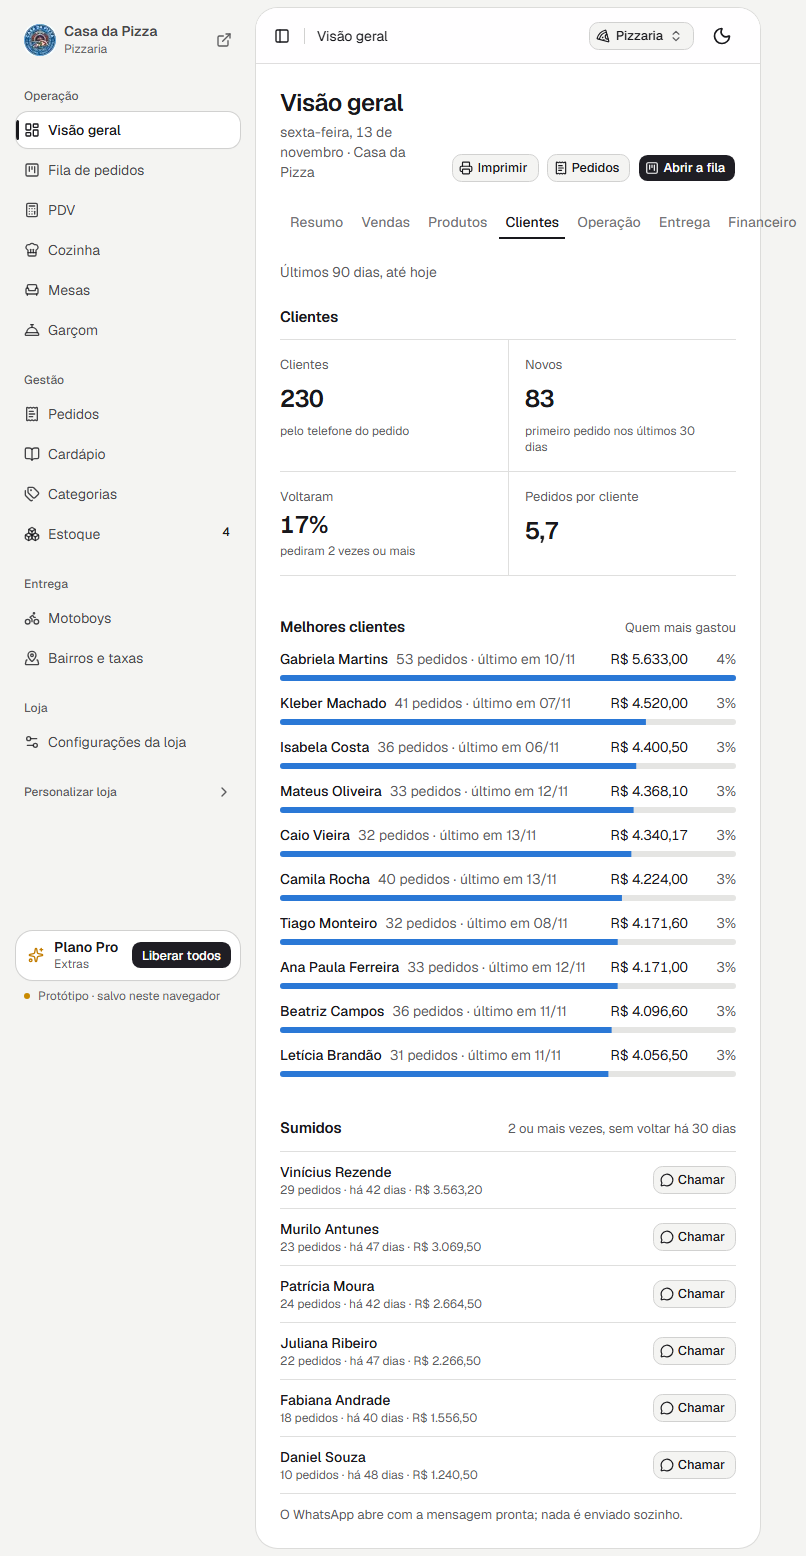 Casa da Pizza
Pizzaria
Operação
Visão geral
Fila de pedidos
PDV
Cozinha
Mesas
Garçom
Gestão
Pedidos
Cardápio
Categorias
Estoque 4
Entrega
Motoboys
Bairros e taxas
Loja
Configurações da loja
Personalizar loja
Plano Pro
Extras
Liberar todos
Protótipo · salvo neste navegador
Visão geral
Pizzaria
Visão geral
sexta-feira, 13 de
novembro · Casa da
Pizza
Imprimir
Pedidos
Abrir a fila
Resumo Vendas Produtos Clientes Operação Entrega Financeiro
Últimos 90 dias, até hoje
Clientes
Clientes
230
pelo telefone do pedido
Novos
83
primeiro pedido nos últimos 30
dias
Voltaram
17%
pediram 2 vezes ou mais
Pedidos por cliente
5,7
Melhores clientes Quem mais gastou
Gabriela Martins 53 pedidos · último em 10/11 R$ 5.633,00 4%
Kleber Machado 41 pedidos · último em 07/11 R$ 4.520,00 3%
Isabela Costa 36 pedidos · último em 06/11 R$ 4.400,50 3%
Mateus Oliveira 33 pedidos · último em 12/11 R$ 4.368,10 3%
Caio Vieira 32 pedidos · último em 13/11 R$ 4.340,17 3%
Camila Rocha 40 pedidos · último em 13/11 R$ 4.224,00 3%
Tiago Monteiro 32 pedidos · último em 08/11 R$ 4.171,60 3%
Ana Paula Ferreira 33 pedidos · último em 12/11 R$ 4.171,00 3%
Beatriz Campos 36 pedidos · último em 11/11 R$ 4.096,60 3%
Letícia Brandão 31 pedidos · último em 11/11 R$ 4.056,50 3%
Sumidos 2 ou mais vezes, sem voltar há 30 dias
Vinícius Rezende
29 pedidos · há 42 dias · R$ 3.563,20
Chamar
Murilo Antunes
23 pedidos · há 47 dias · R$ 3.069,50
Chamar
Patrícia Moura
24 pedidos · há 42 dias · R$ 2.664,50
Chamar
Juliana Ribeiro
22 pedidos · há 47 dias · R$ 2.266,50
Chamar
Fabiana Andrade
18 pedidos · há 40 dias · R$ 1.556,50
Chamar
Daniel Souza
10 pedidos · há 48 dias · R$ 1.240,50
Chamar
O WhatsApp abre com a mensagem pronta; nada é enviado sozinho.